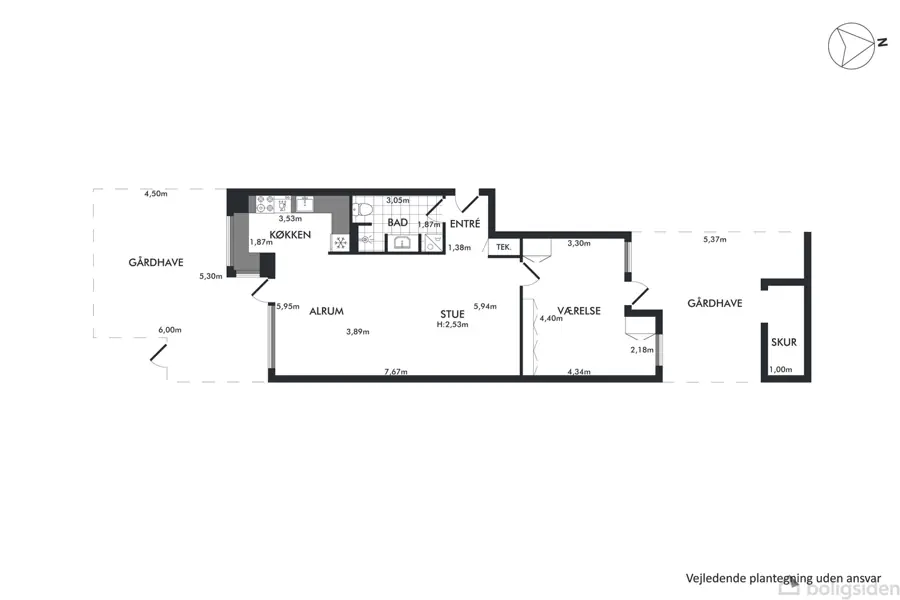 N
4,50m
3,05m
3,53m
BAD
1,87m
ENTRÉ
KØKKEN
1,87m
1,38m
TEK.
3,30m
5,37m
GÅRDHAVE
5,30m
5,95m
ALRUM
STUE
H:2,53m
5,94m
VÆRELSE
4,40m
GÅRDHAVE
6,00m
3,89m
SKUR
2,18m
7,67m
4,34m
1,00m
Vejledende plantegning uden ansvar
boligsiden